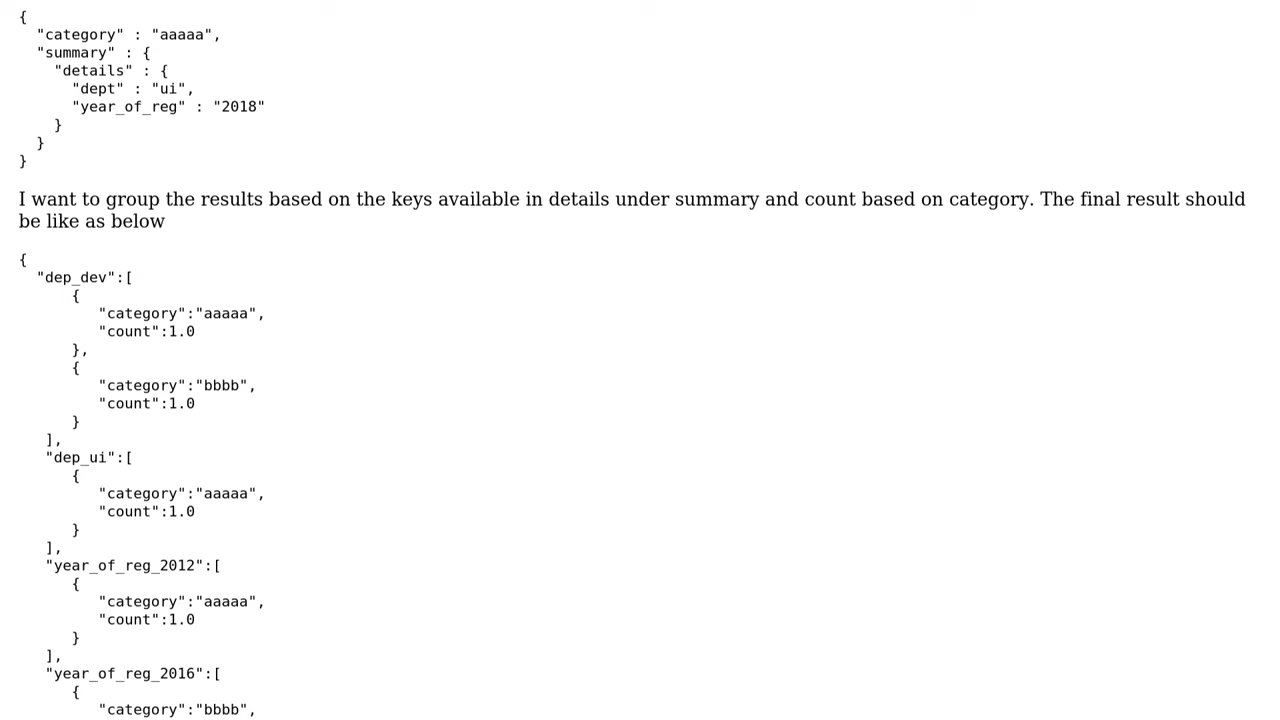 {
  "category" : "aaaaa",
  "summary" : {
    "details" : {
      "dept" : "ui",
      "year_of_reg" : "2018"
    }
  }
}
I want to group the results based on the keys available in details under summary and count based on category. The final result should
be like as below
{
  "dep_dev":[
      {
         "category":"aaaaa",
         "count":1.0
      },
      {
         "category":"bbbb",
         "count":1.0
      }
   ],
   "dep_ui":[
      {
         "category":"aaaaa",
         "count":1.0
      }
   ],
   "year_of_reg_2012":[
      {
         "category":"aaaaa",
         "count":1.0
      }
   ],
   "year_of_reg_2016":[
      {
         "category":"bbbb",